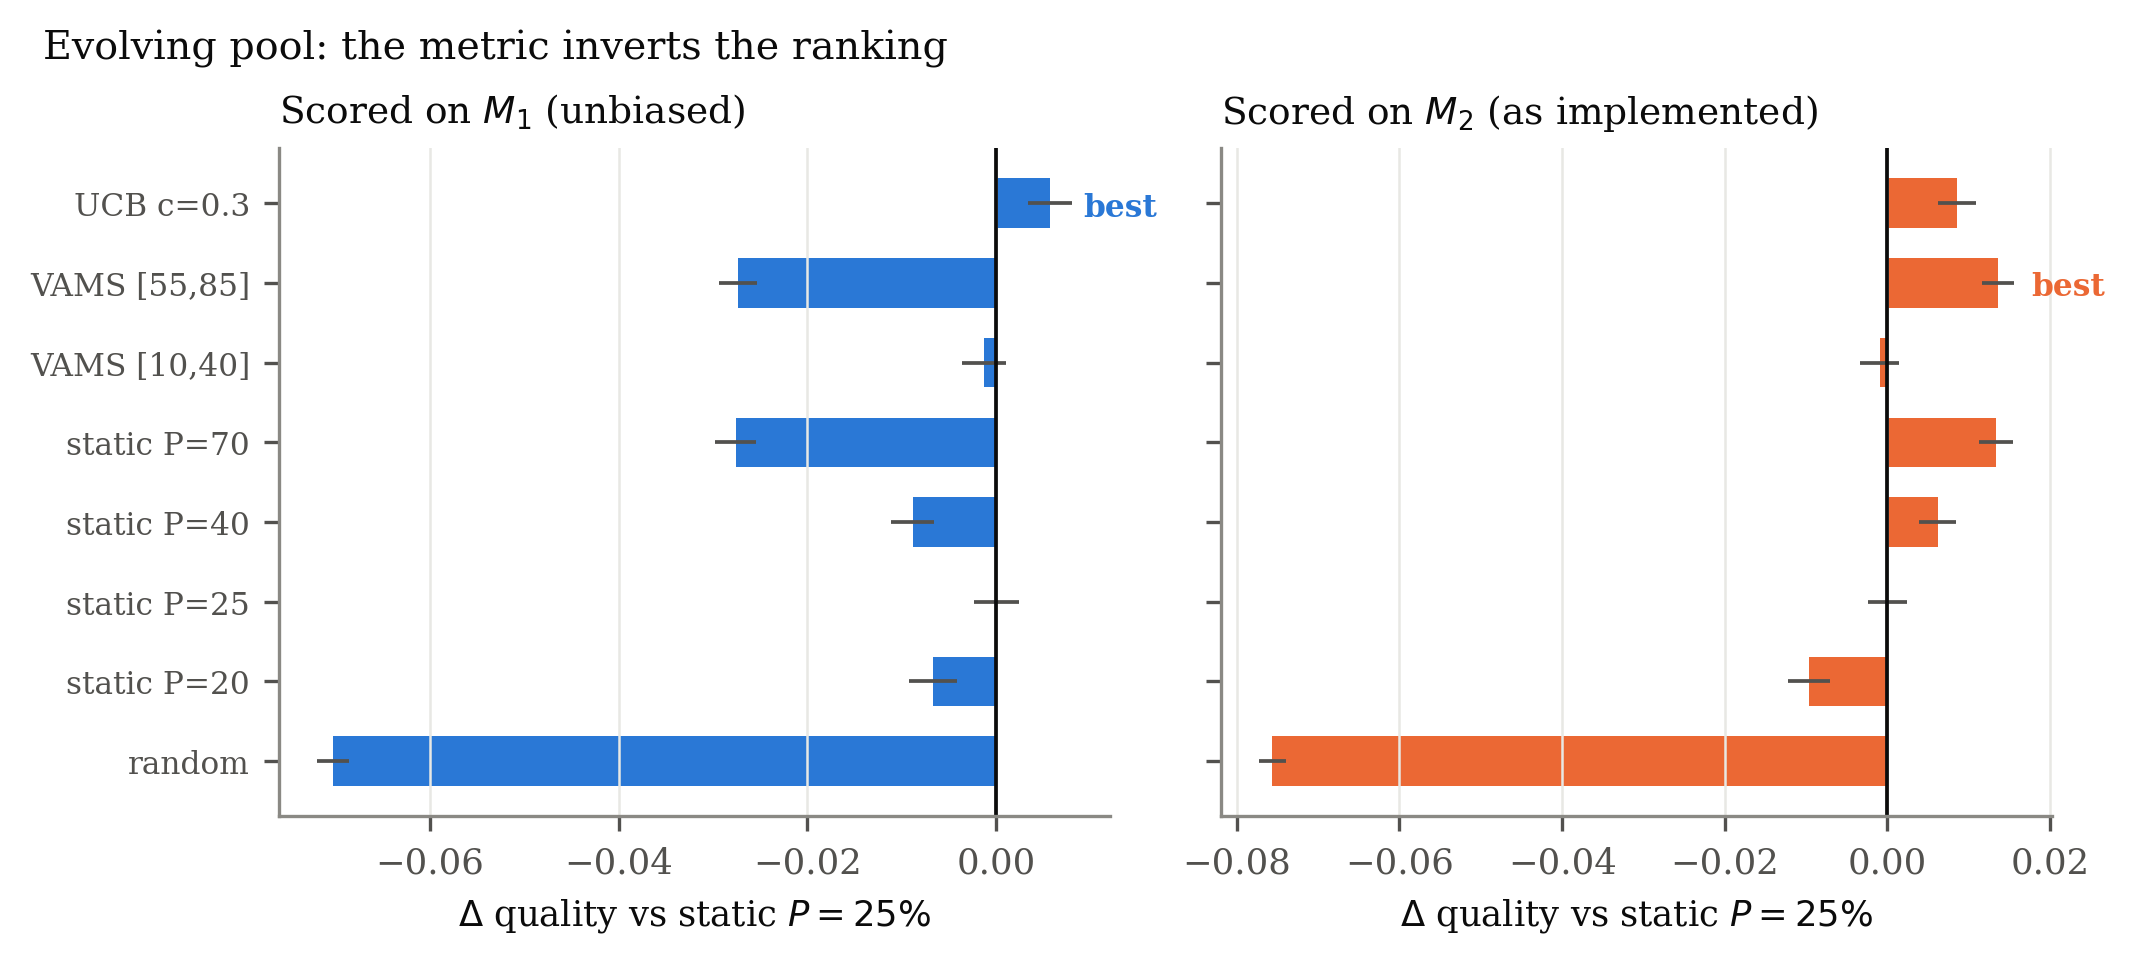 Evolving pool: the metric inverts the ranking
Scored on M₁ (unbiased)
UCB c=0.3
VAMS [55,85]
VAMS [10,40]
static P=70
static P=40
static P=25
static P=20
random
best
−0.06 −0.04 −0.02 0.00
Δ quality vs static P = 25%
Scored on M₂ (as implemented)
best
−0.08 −0.06 −0.04 −0.02 0.00 0.02
Δ quality vs static P = 25%